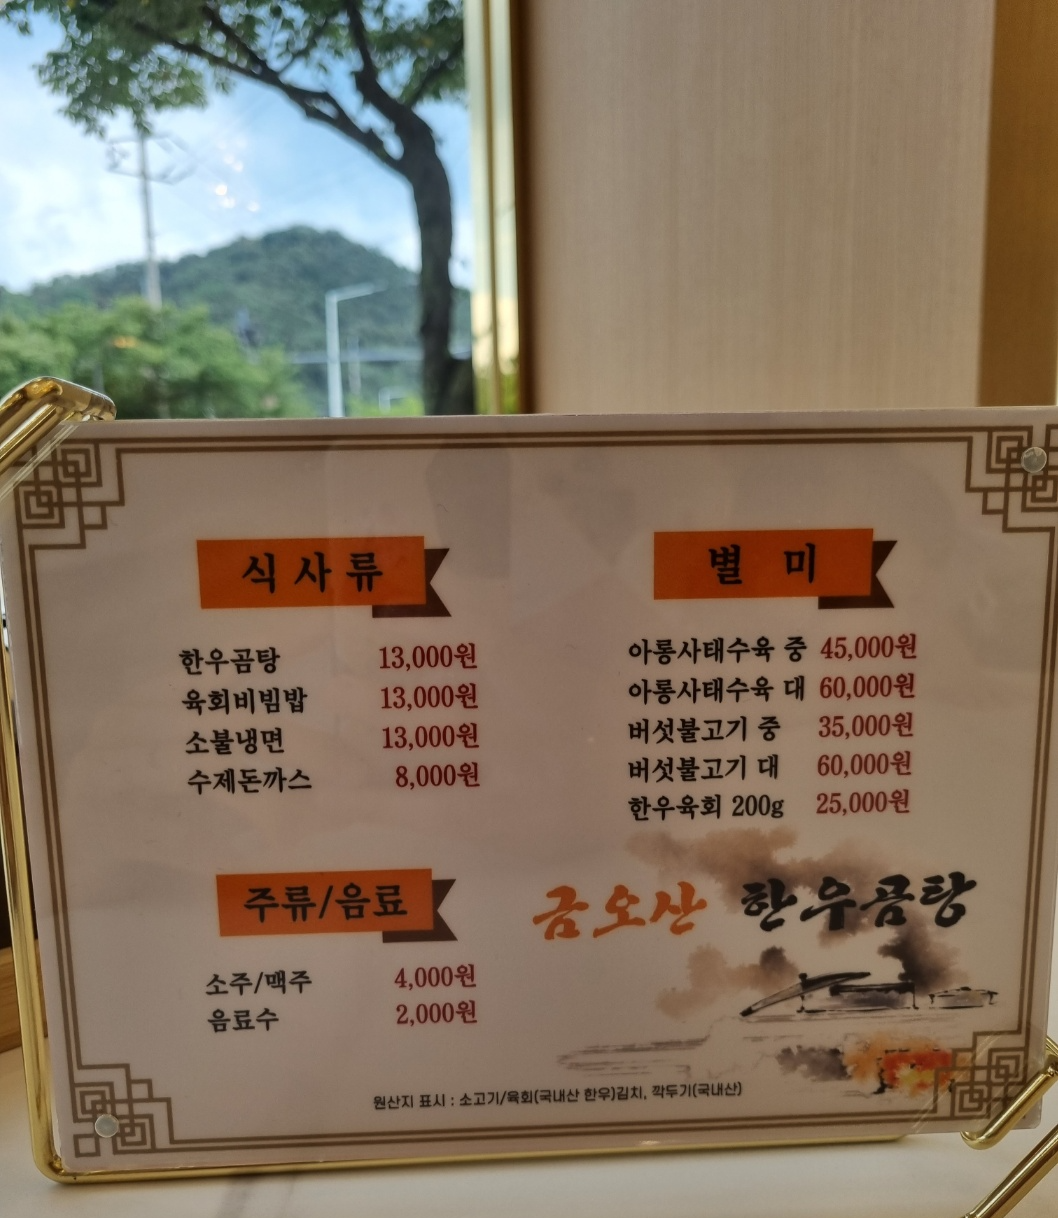 식사류
한우곰탕 13,000원
육회비빔밥 13,000원
소불냉면 13,000원
수제돈까스 8,000원
별 미
아롱사태수육 중 45,000원
아롱사태수육 대 60,000원
버섯불고기 중 35,000원
버섯불고기 대 60,000원
한우육회 200g 25,000원
주류/음료
소주/맥주 4,000원
음료수 2,000원
금오산 한우곰탕
원산지 표시 : 소고기/육회(국내산 한우)김치, 깍두기(국내산)